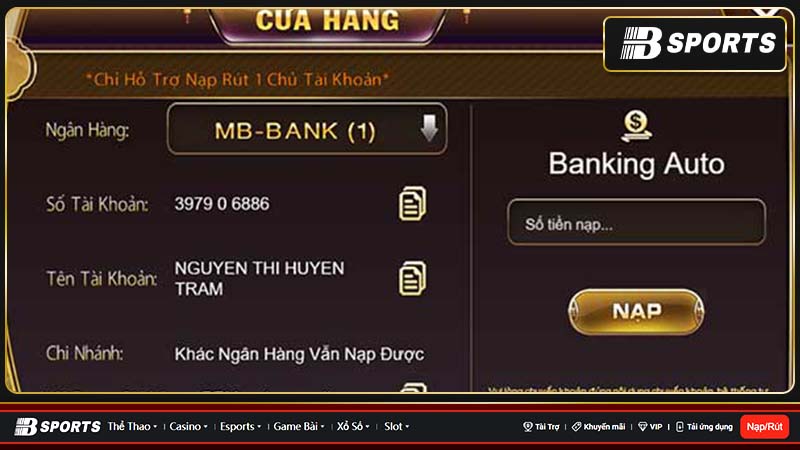 CỬA HÀNG
B SPORTS
*Chỉ Hỗ Trợ Nạp Rút 1 Chủ Tài Khoản*
Ngân Hàng: MB-BANK (1)
Số Tài Khoản: 3979 0 6886
Tên Tài Khoản: NGUYEN THI HUYEN TRAM
Chi Nhánh: Khác Ngân Hàng Vẫn Nạp Được
Banking Auto
Số tiền nạp...
NẠP
B SPORTS Thể Thao Casino Esports Game Bài Xổ Số Slot Tài Trợ Khuyến mãi VIP Tải ứng dụng Nạp/Rút